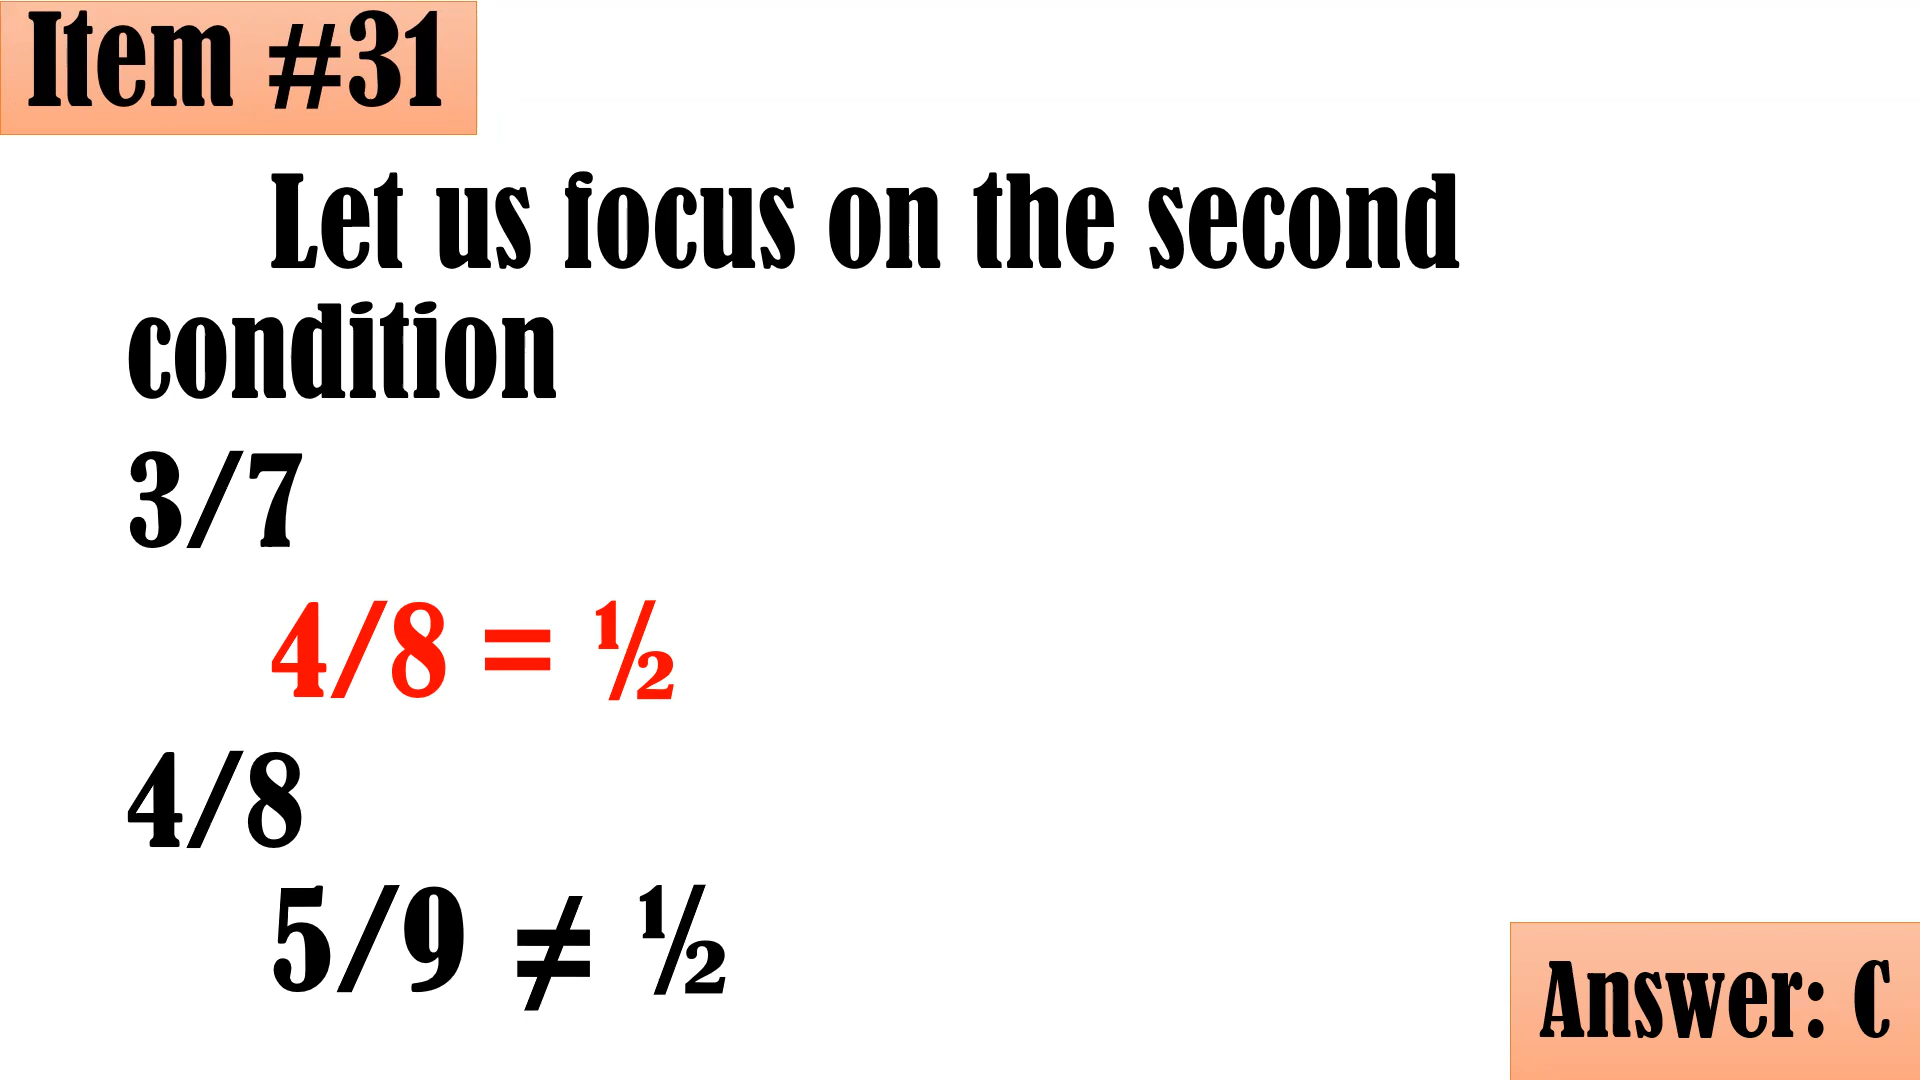 Item #31
Let us focus on the second
condition
3/7
4/8 = ½
4/8
5/9 ≠ ½
Answer: C